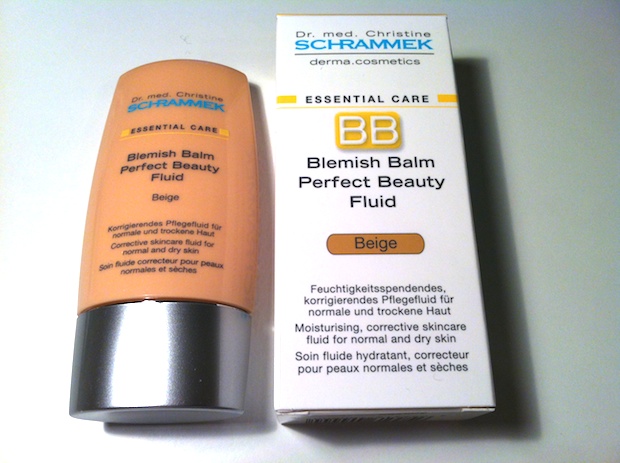 Dr. med. Christine
SCHRAMMEK
ESSENTIAL CARE
Blemish Balm
Perfect Beauty
Fluid
Beige
Korrigierendes Pflegefluid für
normale und trockene Haut
Corrective skincare fluid for
normal and dry skin
Soin fluide correcteur pour peaux
normales et sèches
Dr. med. Christine
SCHRAMMEK
derma.cosmetics
ESSENTIAL CARE
BB
Blemish Balm
Perfect Beauty
Fluid
Beige
Feuchtigkeitsspendendes,
korrigierendes Pflegefluid für
normale und trockene Haut
Moisturising, corrective skincare
fluid for normal and dry skin
Soin fluide hydratant, correcteur
pour peaux normales et sèches